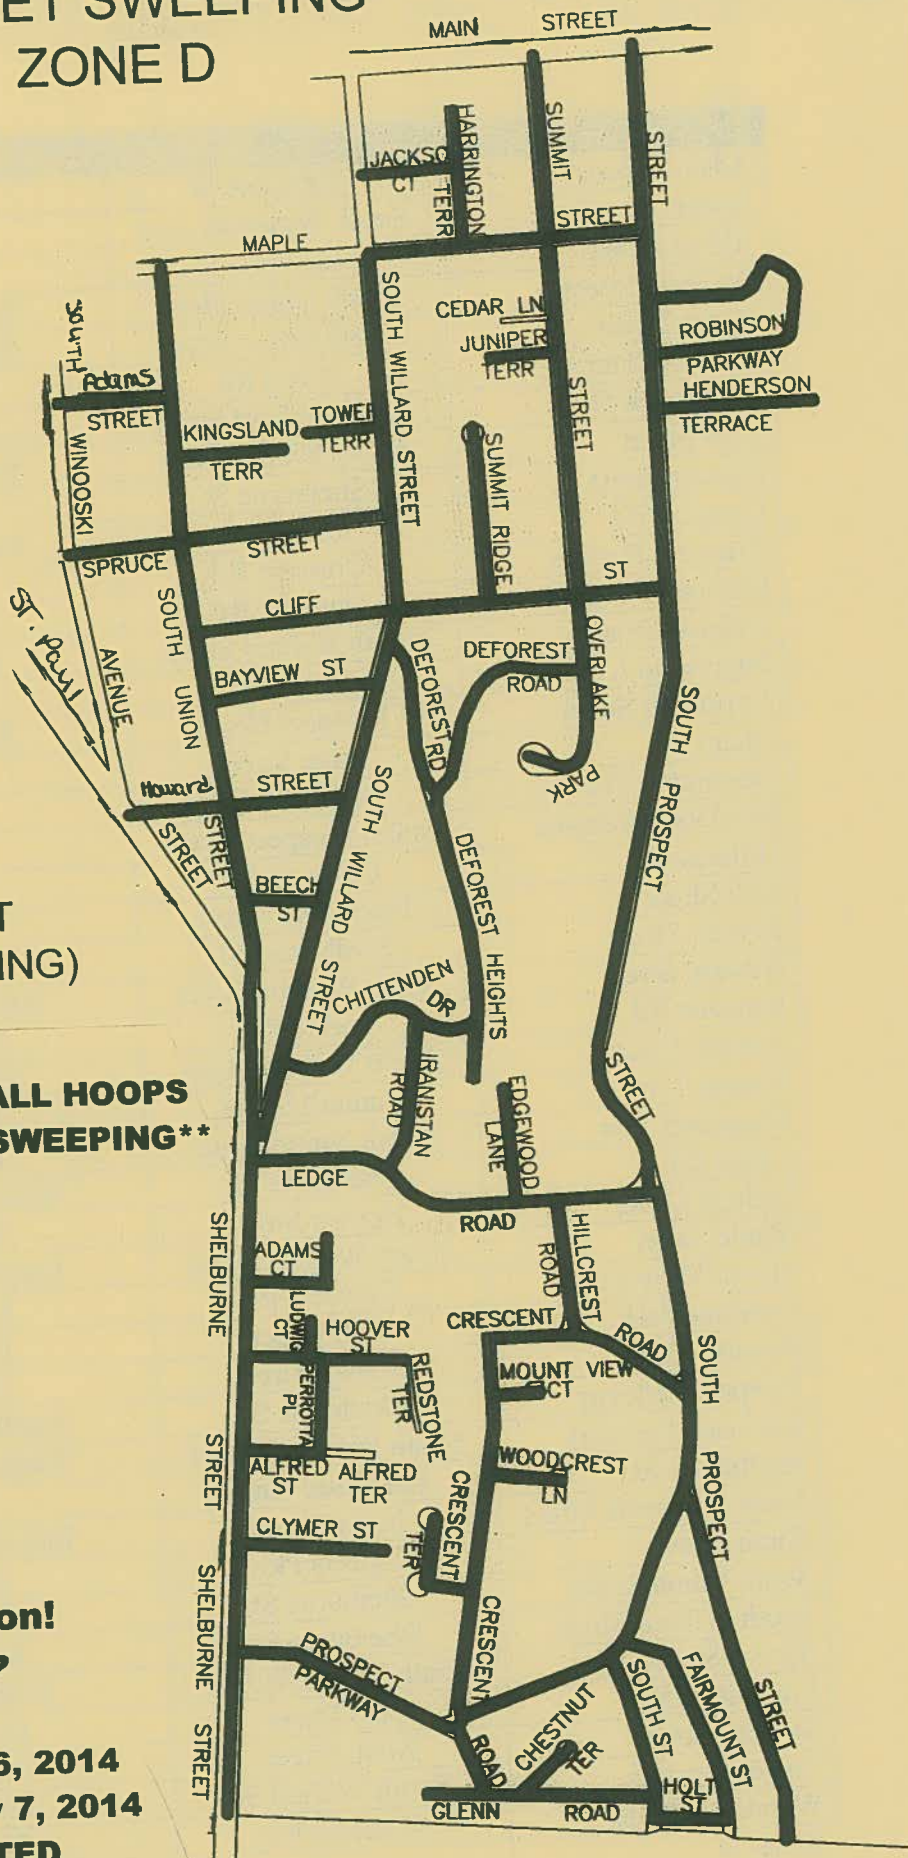 ET SWEEPING
ZONE D
MAIN STREET
HARRINGTON TERR
SUMMIT
STREET
JACKSO CT
STREET
MAPLE
SOUTH WILLARD STREET
CEDAR LN
JUNIPER TERR
ROBINSON
PARKWAY
HENDERSON
TERRACE
South
Adams
STREET
KINGSLAND
TERR
TOWER
TERR
STREET
SUMMIT RIDGE
WINOOSKI
SPRUCE
STREET
ST
CLIFF
SOUTH UNION
St. Paul
AVENUE
BAYVIEW ST
DEFOREST RD
DEFOREST
ROAD
OVERLAKE
PARK
SOUTH PROSPECT
Howard
STREET
STREET
STREET
SOUTH WILLARD
STREET
BEECH
ST
DEFOREST HEIGHTS
T
ING)
CHITTENDEN
DR
IRANISTAN
ROAD
EDGEWOOD
LANE
STREET
ALL HOOPS
SWEEPING**
LEDGE
ROAD
SHELBURNE
ADAMS
CT
HILLCREST
ROAD
LUDWIG
CT
HOOVER
ST
CRESCENT
ROAD
PERROTTA
PL
REDSTONE
TER
MOUNT VIEW
CT
SOUTH
STREET
ALFRED
ST
ALFRED
TER
WOODCREST
LN
PROSPECT
CLYMER ST
CRESCENT
TER
SHELBURNE
on!
PROSPECT
PARKWAY
CRESCENT
ROAD
CHESTNUT
TER
SOUTH ST
FAIRMOUNT ST
STREET
STREET
6, 2014
y 7, 2014
TED
GLENN
ROAD
HOLT
ST